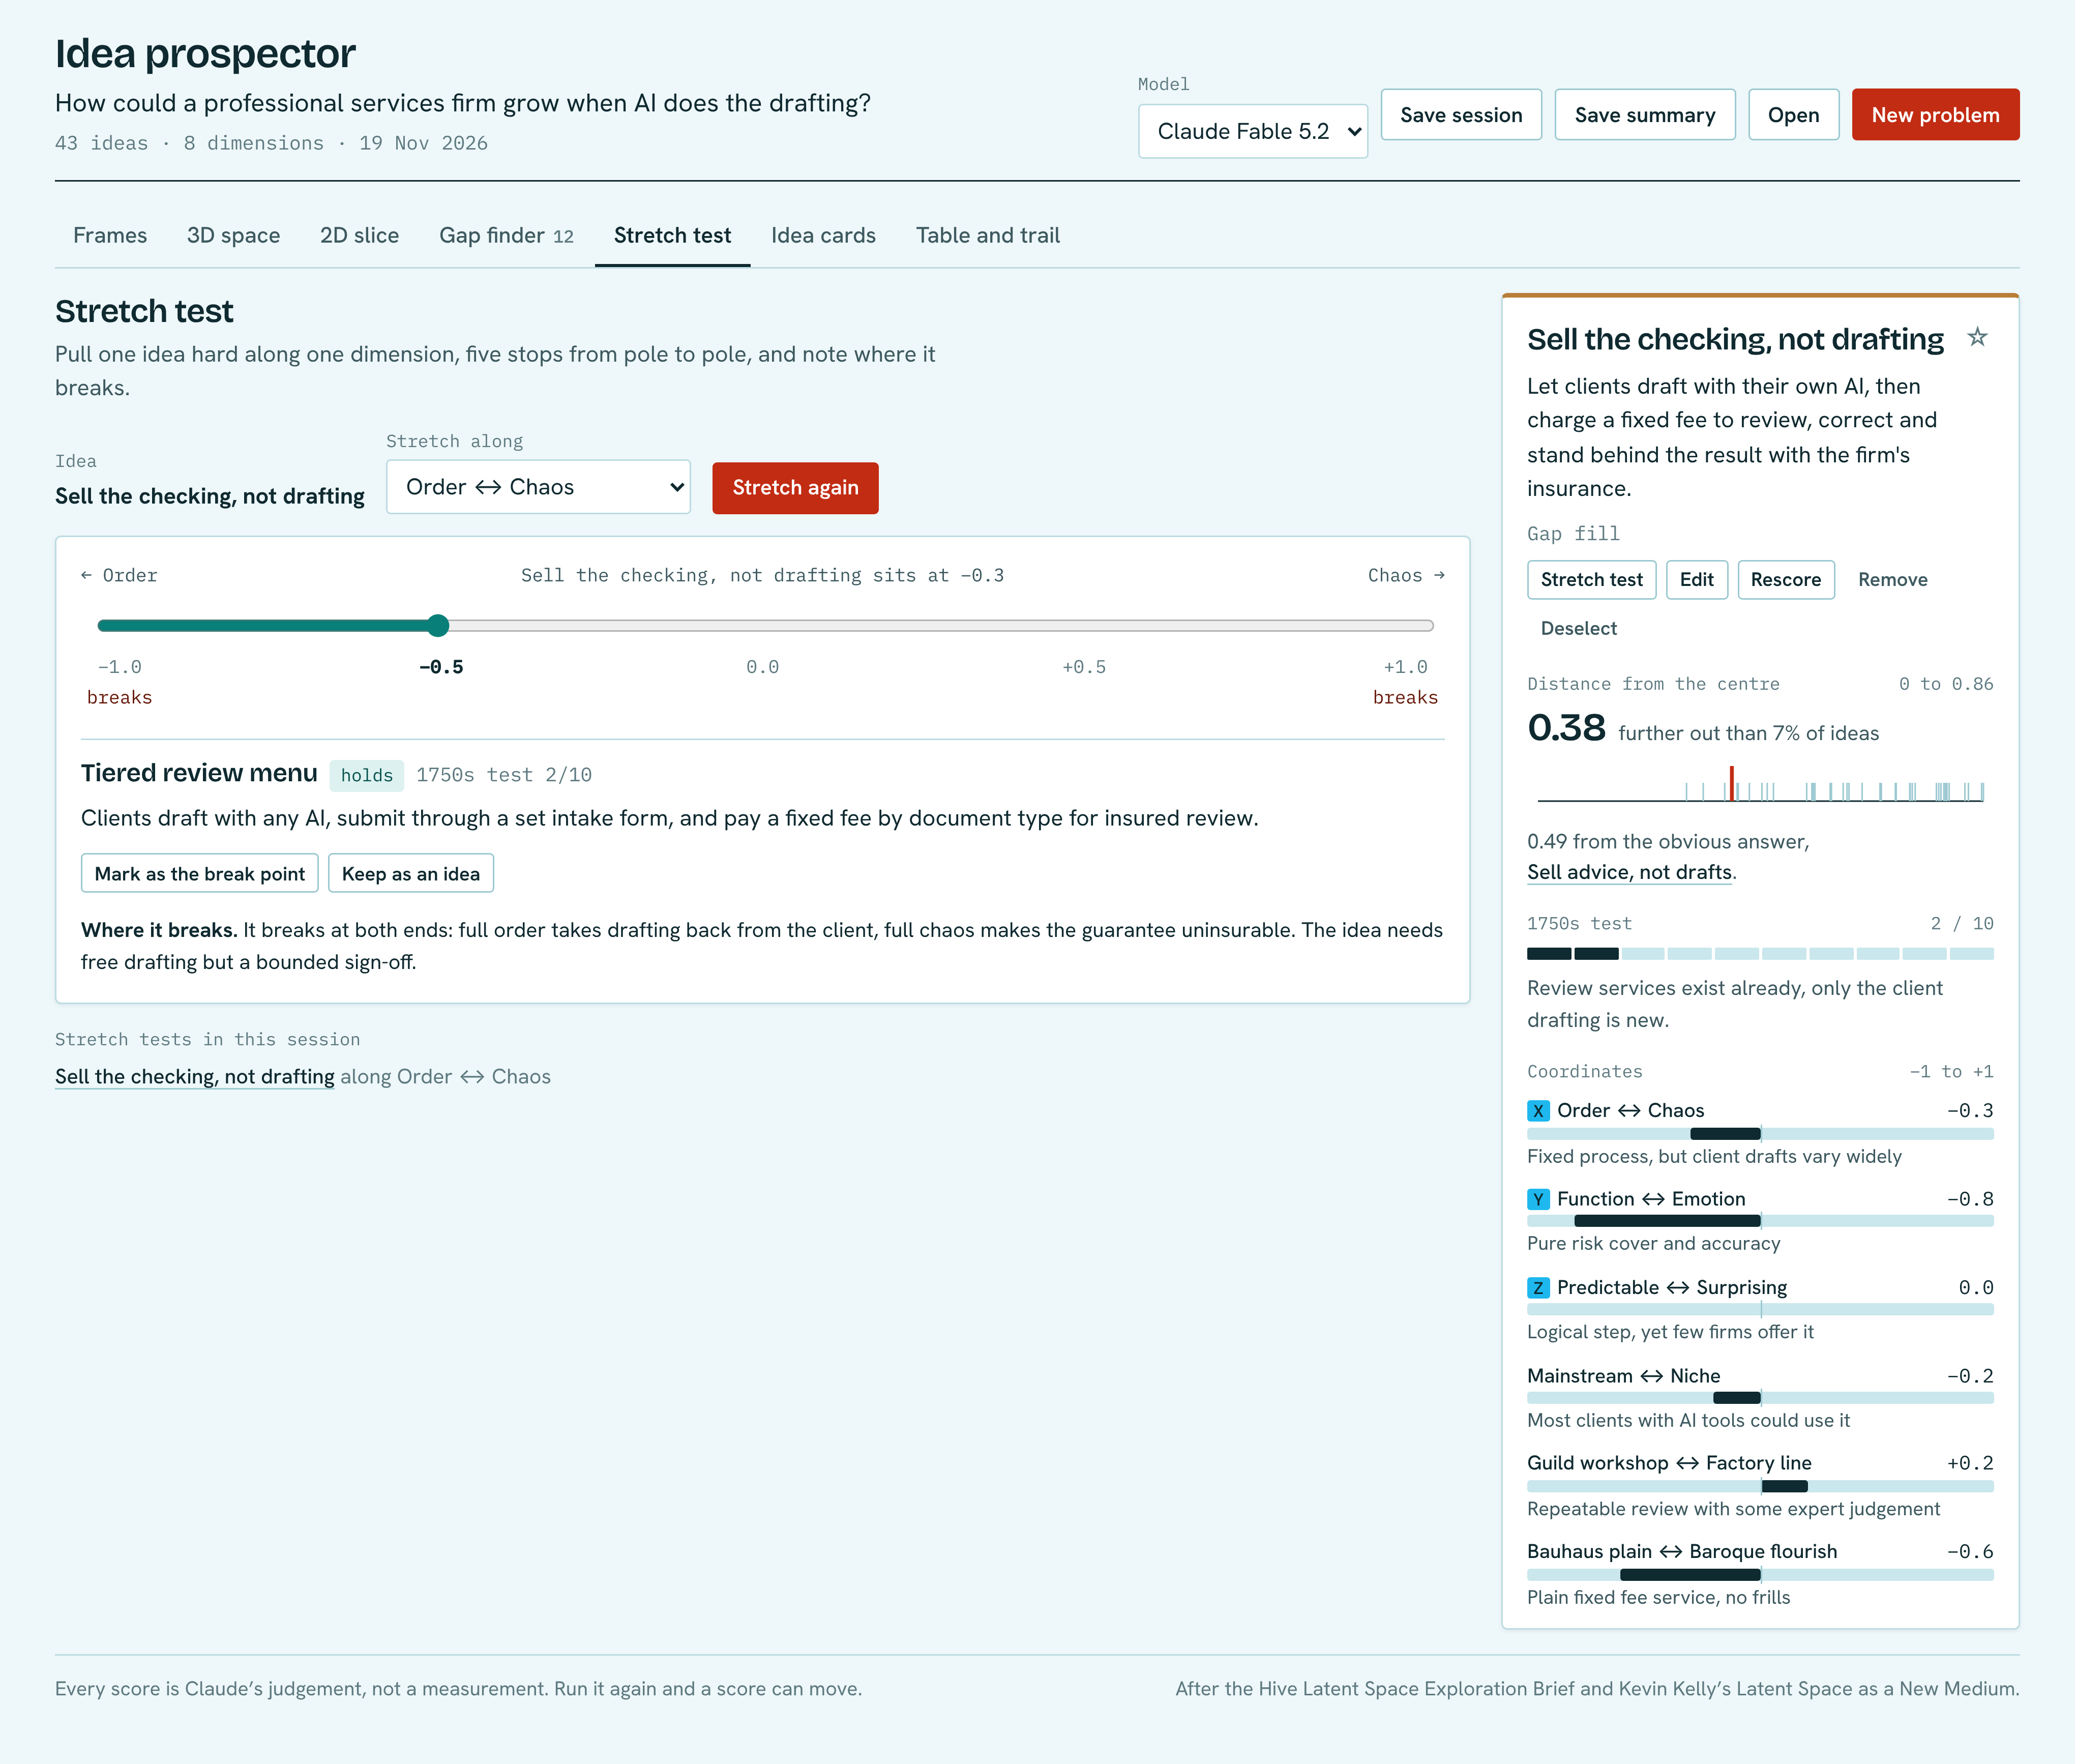 Idea prospector
How could a professional services firm grow when AI does the drafting?
43 ideas · 8 dimensions · 19 Nov 2026
Model
Claude Fable 5.2
Save session
Save summary
Open
New problem
Frames
3D space
2D slice
Gap finder 12
Stretch test
Idea cards
Table and trail
Stretch test
Pull one idea hard along one dimension, five stops from pole to pole, and note where it
breaks.
Idea
Sell the checking, not drafting
Stretch along
Order ↔ Chaos
Stretch again
← Order
Sell the checking, not drafting sits at −0.3
Chaos →
−1.0
−0.5
0.0
+0.5
+1.0
breaks
breaks
Tiered review menu holds 1750s test 2/10
Clients draft with any AI, submit through a set intake form, and pay a fixed fee by document type for insured review.
Mark as the break point
Keep as an idea
Where it breaks. It breaks at both ends: full order takes drafting back from the client, full chaos makes the guarantee uninsurable. The idea needs
free drafting but a bounded sign-off.
Stretch tests in this session
Sell the checking, not drafting along Order ↔ Chaos
Sell the checking, not drafting ☆
Let clients draft with their own AI, then
charge a fixed fee to review, correct and
stand behind the result with the firm's
insurance.
Gap fill
Stretch test
Edit
Rescore
Remove
Deselect
Distance from the centre 0 to 0.86
0.38 further out than 7% of ideas
0.49 from the obvious answer,
Sell advice, not drafts.
1750s test 2 / 10
Review services exist already, only the client
drafting is new.
Coordinates −1 to +1
X Order ↔ Chaos −0.3
Fixed process, but client drafts vary widely
Y Function ↔ Emotion −0.8
Pure risk cover and accuracy
Z Predictable ↔ Surprising 0.0
Logical step, yet few firms offer it
Mainstream ↔ Niche −0.2
Most clients with AI tools could use it
Guild workshop ↔ Factory line +0.2
Repeatable review with some expert judgement
Bauhaus plain ↔ Baroque flourish −0.6
Plain fixed fee service, no frills
Every score is Claude’s judgement, not a measurement. Run it again and a score can move.
After the Hive Latent Space Exploration Brief and Kevin Kelly’s Latent Space as a New Medium.